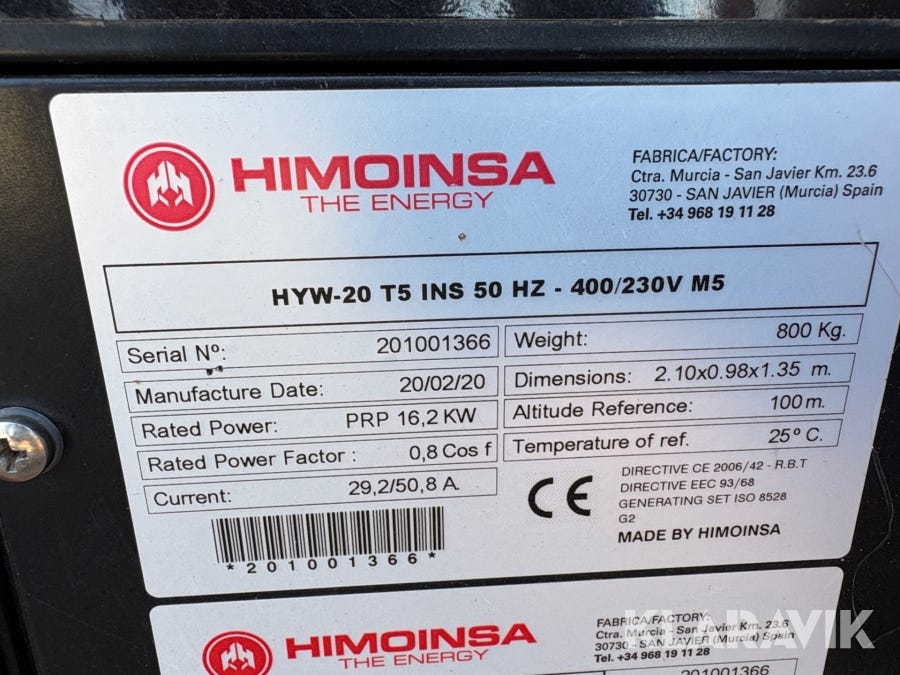 HIMOINSA
THE ENERGY
FABRICA/FACTORY:
Ctra. Murcia - San Javier Km. 23.6
30730 - SAN JAVIER (Murcia) Spain
Tel. +34 968 19 11 28
HYW-20 T5 INS 50 HZ - 400/230V M5
Serial Nº: 201001366
Manufacture Date: 20/02/20
Rated Power: PRP 16,2 KW
Rated Power Factor : 0,8 Cos f
Current: 29,2/50,8 A.
Weight: 800 Kg.
Dimensions: 2.10x0.98x1.35 m.
Altitude Reference: 100 m.
Temperature of ref. 25º C.
CE
DIRECTIVE CE 2006/42 - R.B.T
DIRECTIVE EEC 93/68
GENERATING SET ISO 8528
G2
MADE BY HIMOINSA
*201001366*
HIMOINSA
THE ENERGY
FABRICA/FACTORY:
Ctra. Murcia - San Javier Km. 23.6
30730 - SAN JAVIER (Murcia) Spain
Tel. +34 968 19 11 28
201001366
KLARAVIK